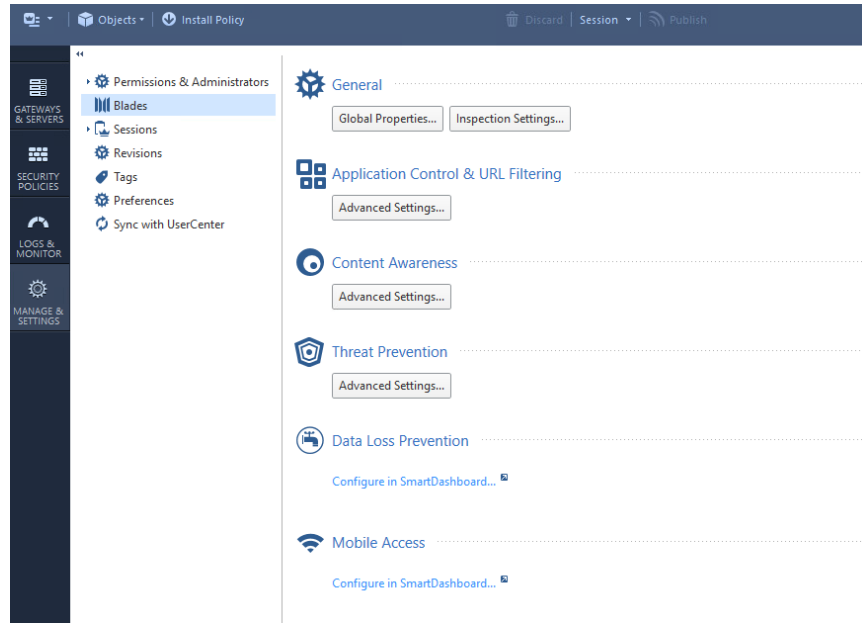 Objects
Install Policy
Discard
Session
Publish
GATEWAYS
& SERVERS
SECURITY
POLICIES
LOGS &
MONITOR
MANAGE &
SETTINGS
Permissions & Administrators
Blades
Sessions
Revisions
Tags
Preferences
Sync with UserCenter
General
Global Properties...
Inspection Settings...
Application Control & URL Filtering
Advanced Settings...
Content Awareness
Advanced Settings...
Threat Prevention
Advanced Settings...
Data Loss Prevention
Configure in SmartDashboard...
Mobile Access
Configure in SmartDashboard...